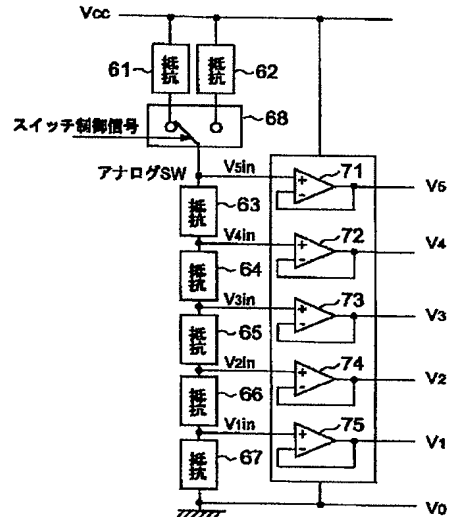 Vcc
61 抵抗 抵抗 62
68
スイッチ制御信号
アナログSW
V5in 71 V5
抵抗 63
V4in 72 V4
抵抗 64
V3in 73 V3
抵抗 65
V2in 74 V2
抵抗 66
V1in 75 V1
抵抗 67
V0